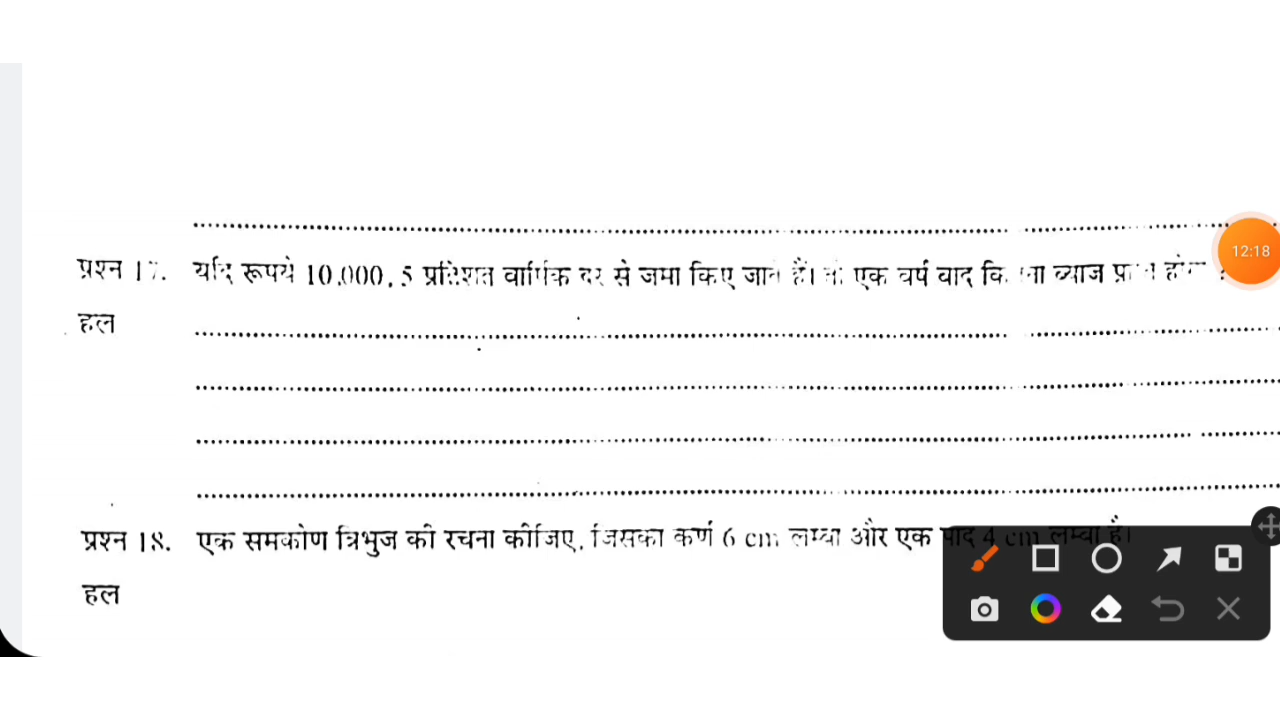 12:18
प्रश्न 17. यदि रूपये 10,000, 5 प्रतिशत वार्षिक दर से जमा किए जाते हैं। तो एक वर्ष बाद कितना ब्याज प्राप्त होगा ?
हल
प्रश्न 18. एक समकोण त्रिभुज की रचना कीजिए, जिसका कर्ण 6 cm लम्बा और एक पाद 4 cm लम्बा है।
हल